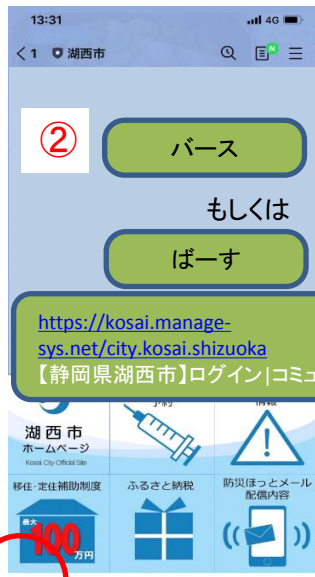 13:31
4G
1 湖西市
N
②
バース
もしくは
ばーす
https://kosai.manage-
sys.net/city.kosai.shizuoka
【静岡県湖西市】ログイン|コミュ
湖西市
ホームページ
Kosai City Official Site
移住・定住補助制度
ふるさと納税
防災ほっとメール
配信内容
最大
100
万円